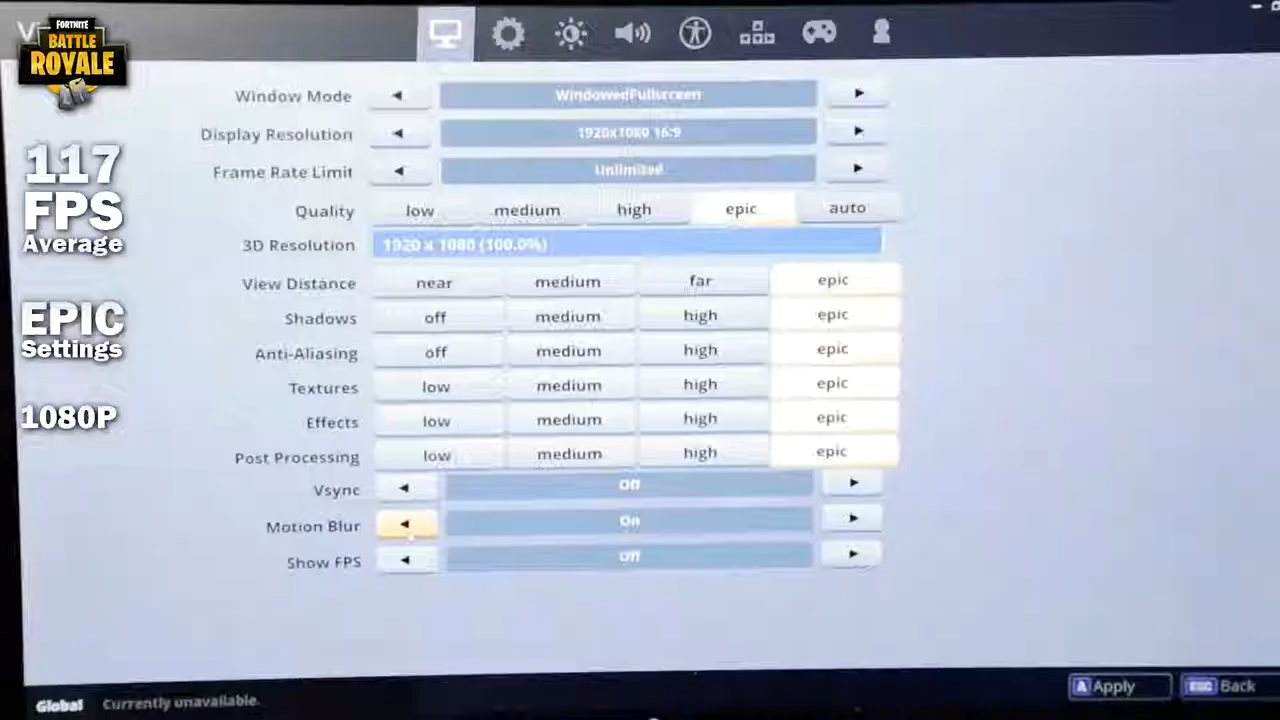 Vi
FORTNITE
BATTLE
ROYALE
117
FPS
Average
EPIC
Settings
1080P
Window Mode WindowedFullscreen
Display Resolution 1920x1080 16:9
Frame Rate Limit Unlimited
Quality low medium high epic auto
3D Resolution 1920 x 1080 (100.0%)
View Distance near medium far epic
Shadows off medium high epic
Anti-Aliasing off medium high epic
Textures low medium high epic
Effects low medium high epic
Post Processing low medium high epic
Vsync Off
Motion Blur On
Show FPS Off
Global Currently unavailable.
A Apply ESC Back